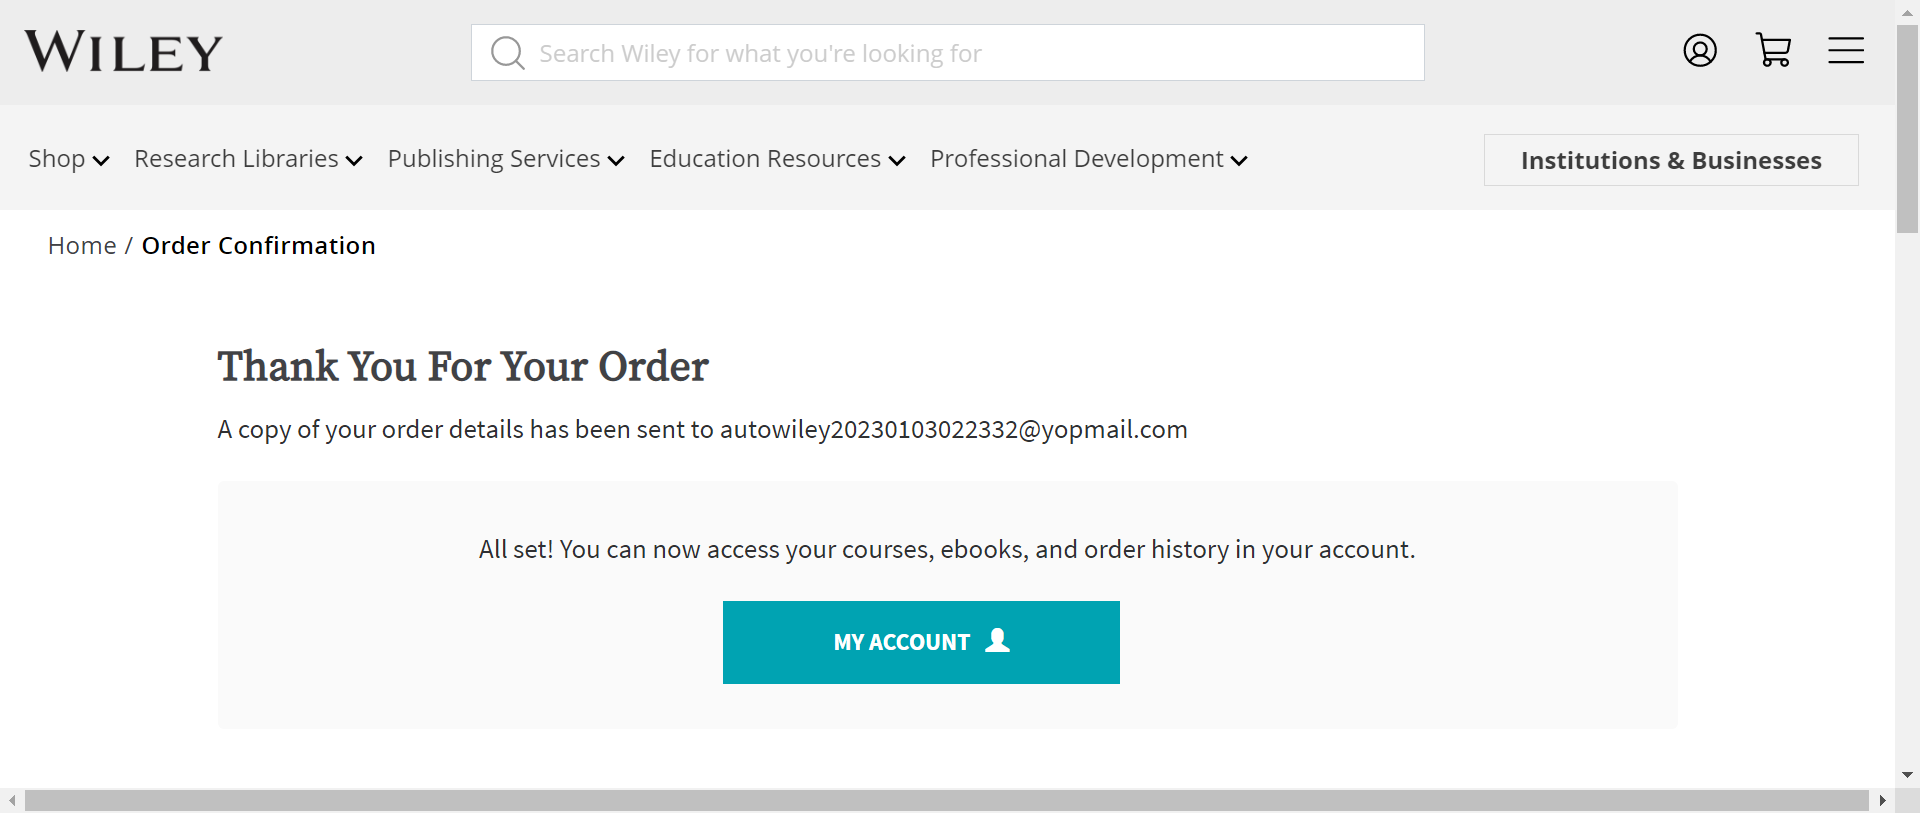 WILEY
Search Wiley for what you're looking for
Shop Research Libraries Publishing Services Education Resources Professional Development Institutions & Businesses
Home / Order Confirmation
Thank You For Your Order
A copy of your order details has been sent to autowiley20230103022332@yopmail.com
All set! You can now access your courses, ebooks, and order history in your account.
MY ACCOUNT